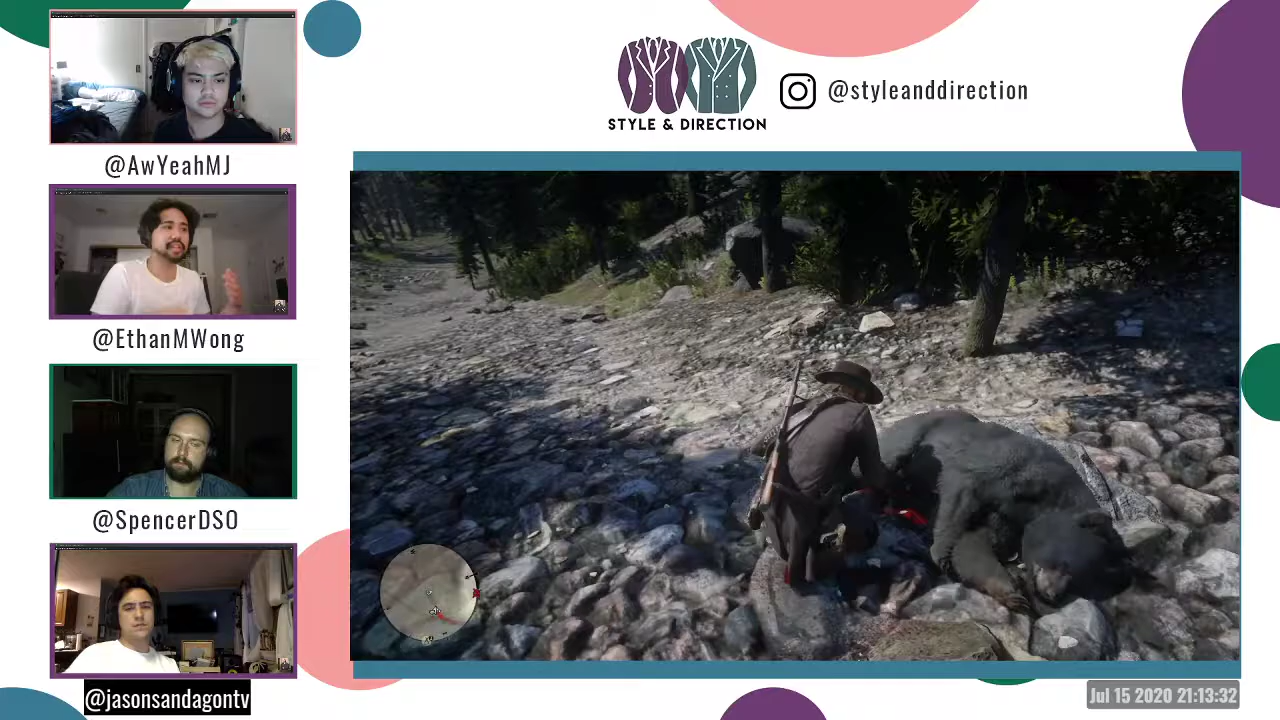 @AwYeahMJ
@EthanMWong
@SpencerDSO
@jasonsandagontv
STYLE & DIRECTION
@styleanddirection
Jul 15 2020 21:13:32